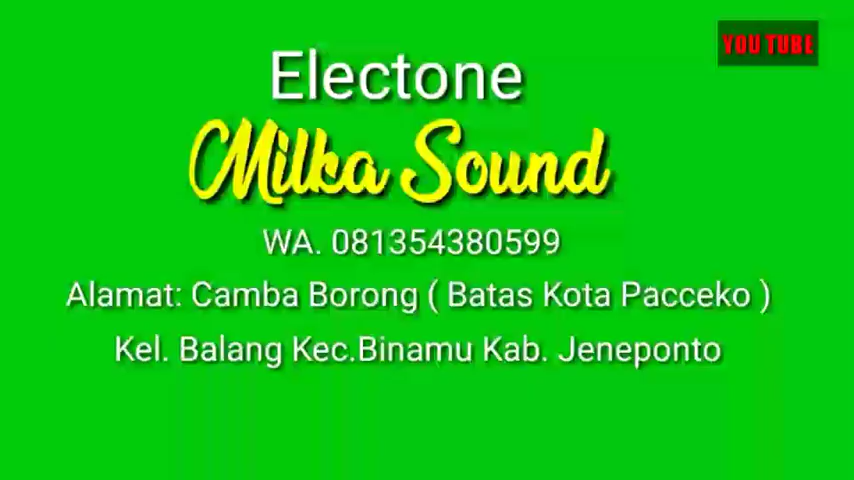 YOU TUBE
Electone
Milka Sound
WA. 081354380599
Alamat: Camba Borong ( Batas Kota Pacceko )
Kel. Balang Kec.Binamu Kab. Jeneponto